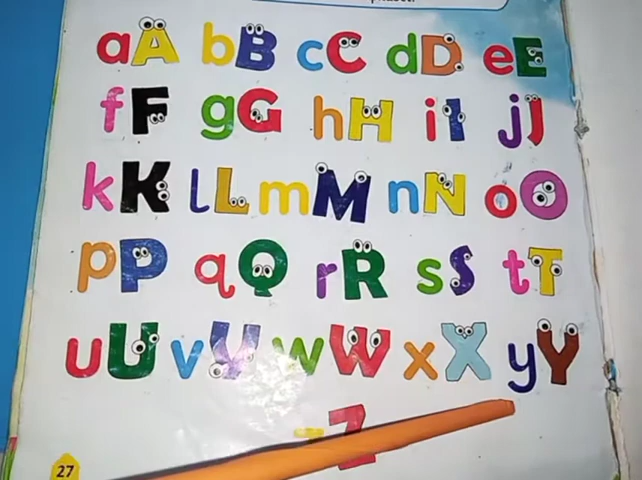 aA bB cC dD eE
fF gG hH iI jJ
kK lL mM nN oO
pP qQ rR sS tT
uU vV wW xX yY
Z
27